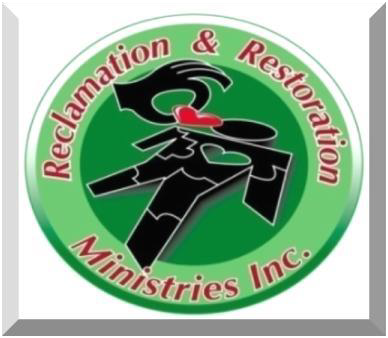 Reclamation & Restoration
Ministries Inc.